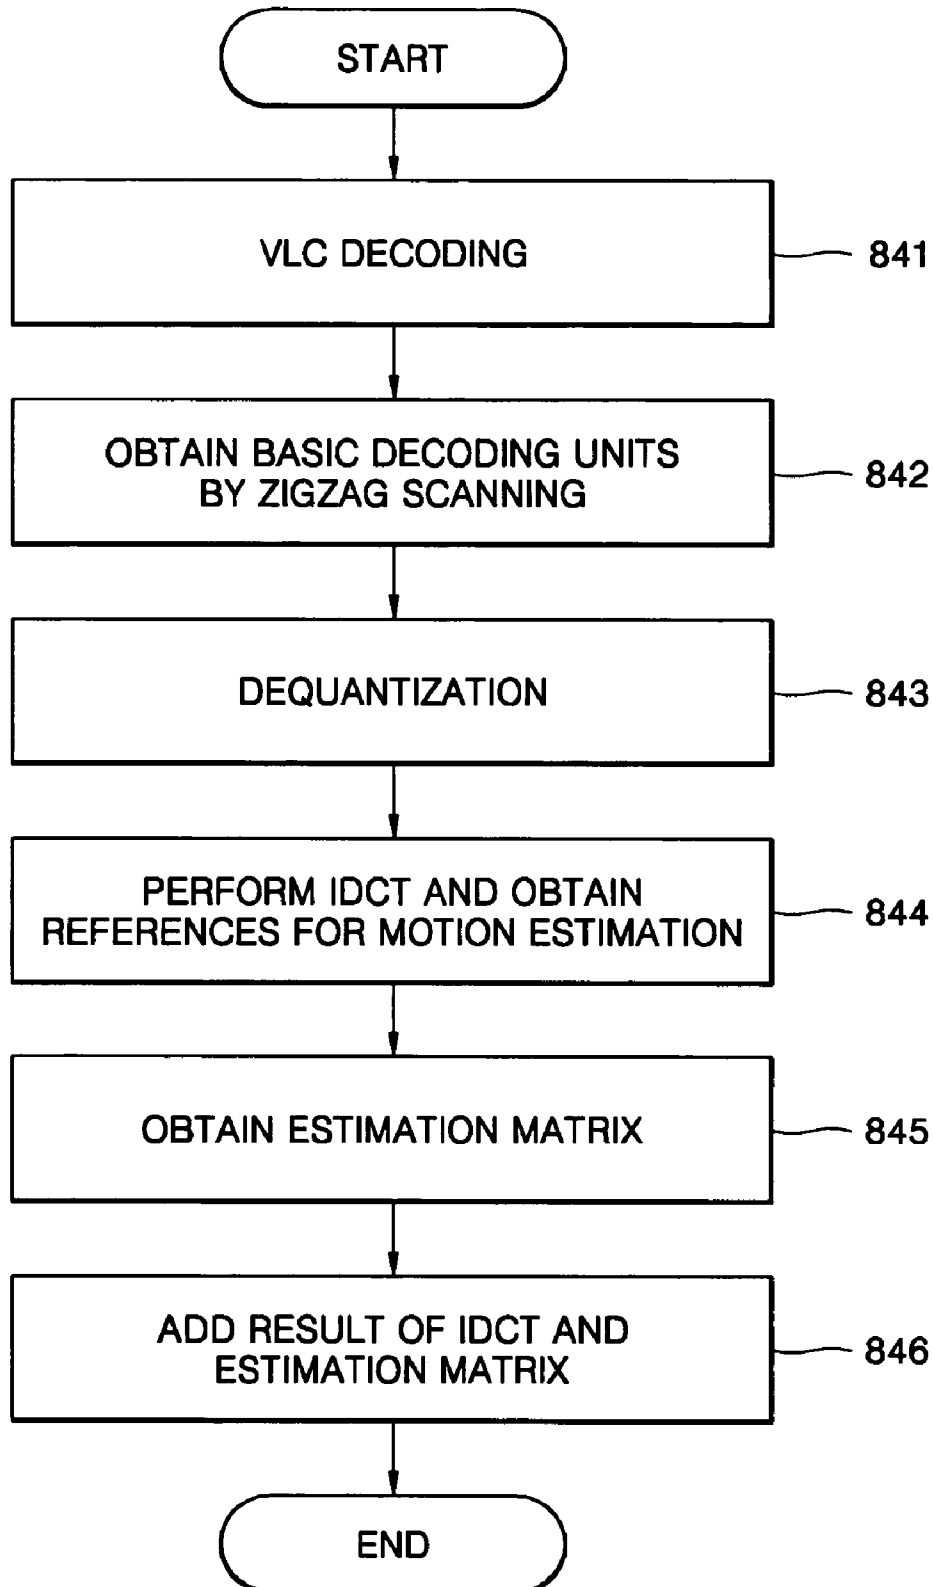 START
VLC DECODING
841
OBTAIN BASIC DECODING UNITS
BY ZIGZAG SCANNING
842
DEQUANTIZATION
843
PERFORM IDCT AND OBTAIN
REFERENCES FOR MOTION ESTIMATION
844
OBTAIN ESTIMATION MATRIX
845
ADD RESULT OF IDCT AND
ESTIMATION MATRIX
846
END